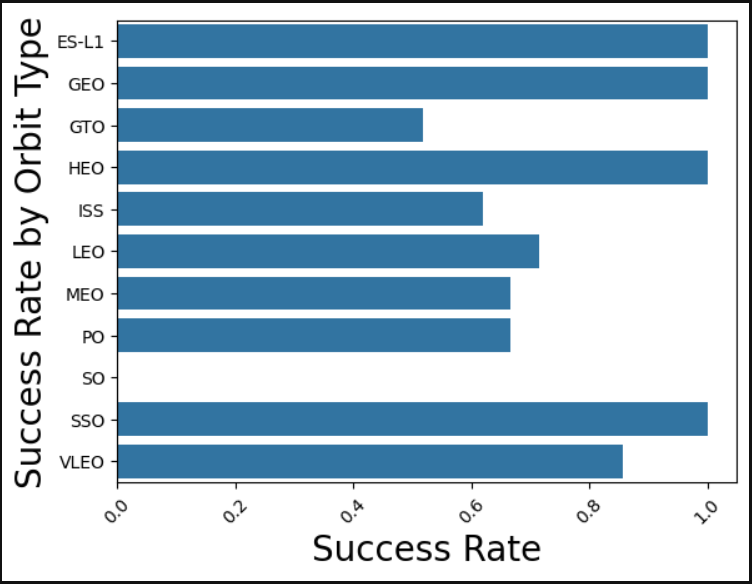 Success Rate by Orbit Type
ES-L1
GEO
GTO
HEO
ISS
LEO
MEO
PO
SO
SSO
VLEO
0.0
0.2
0.4
0.6
0.8
1.0
Success Rate